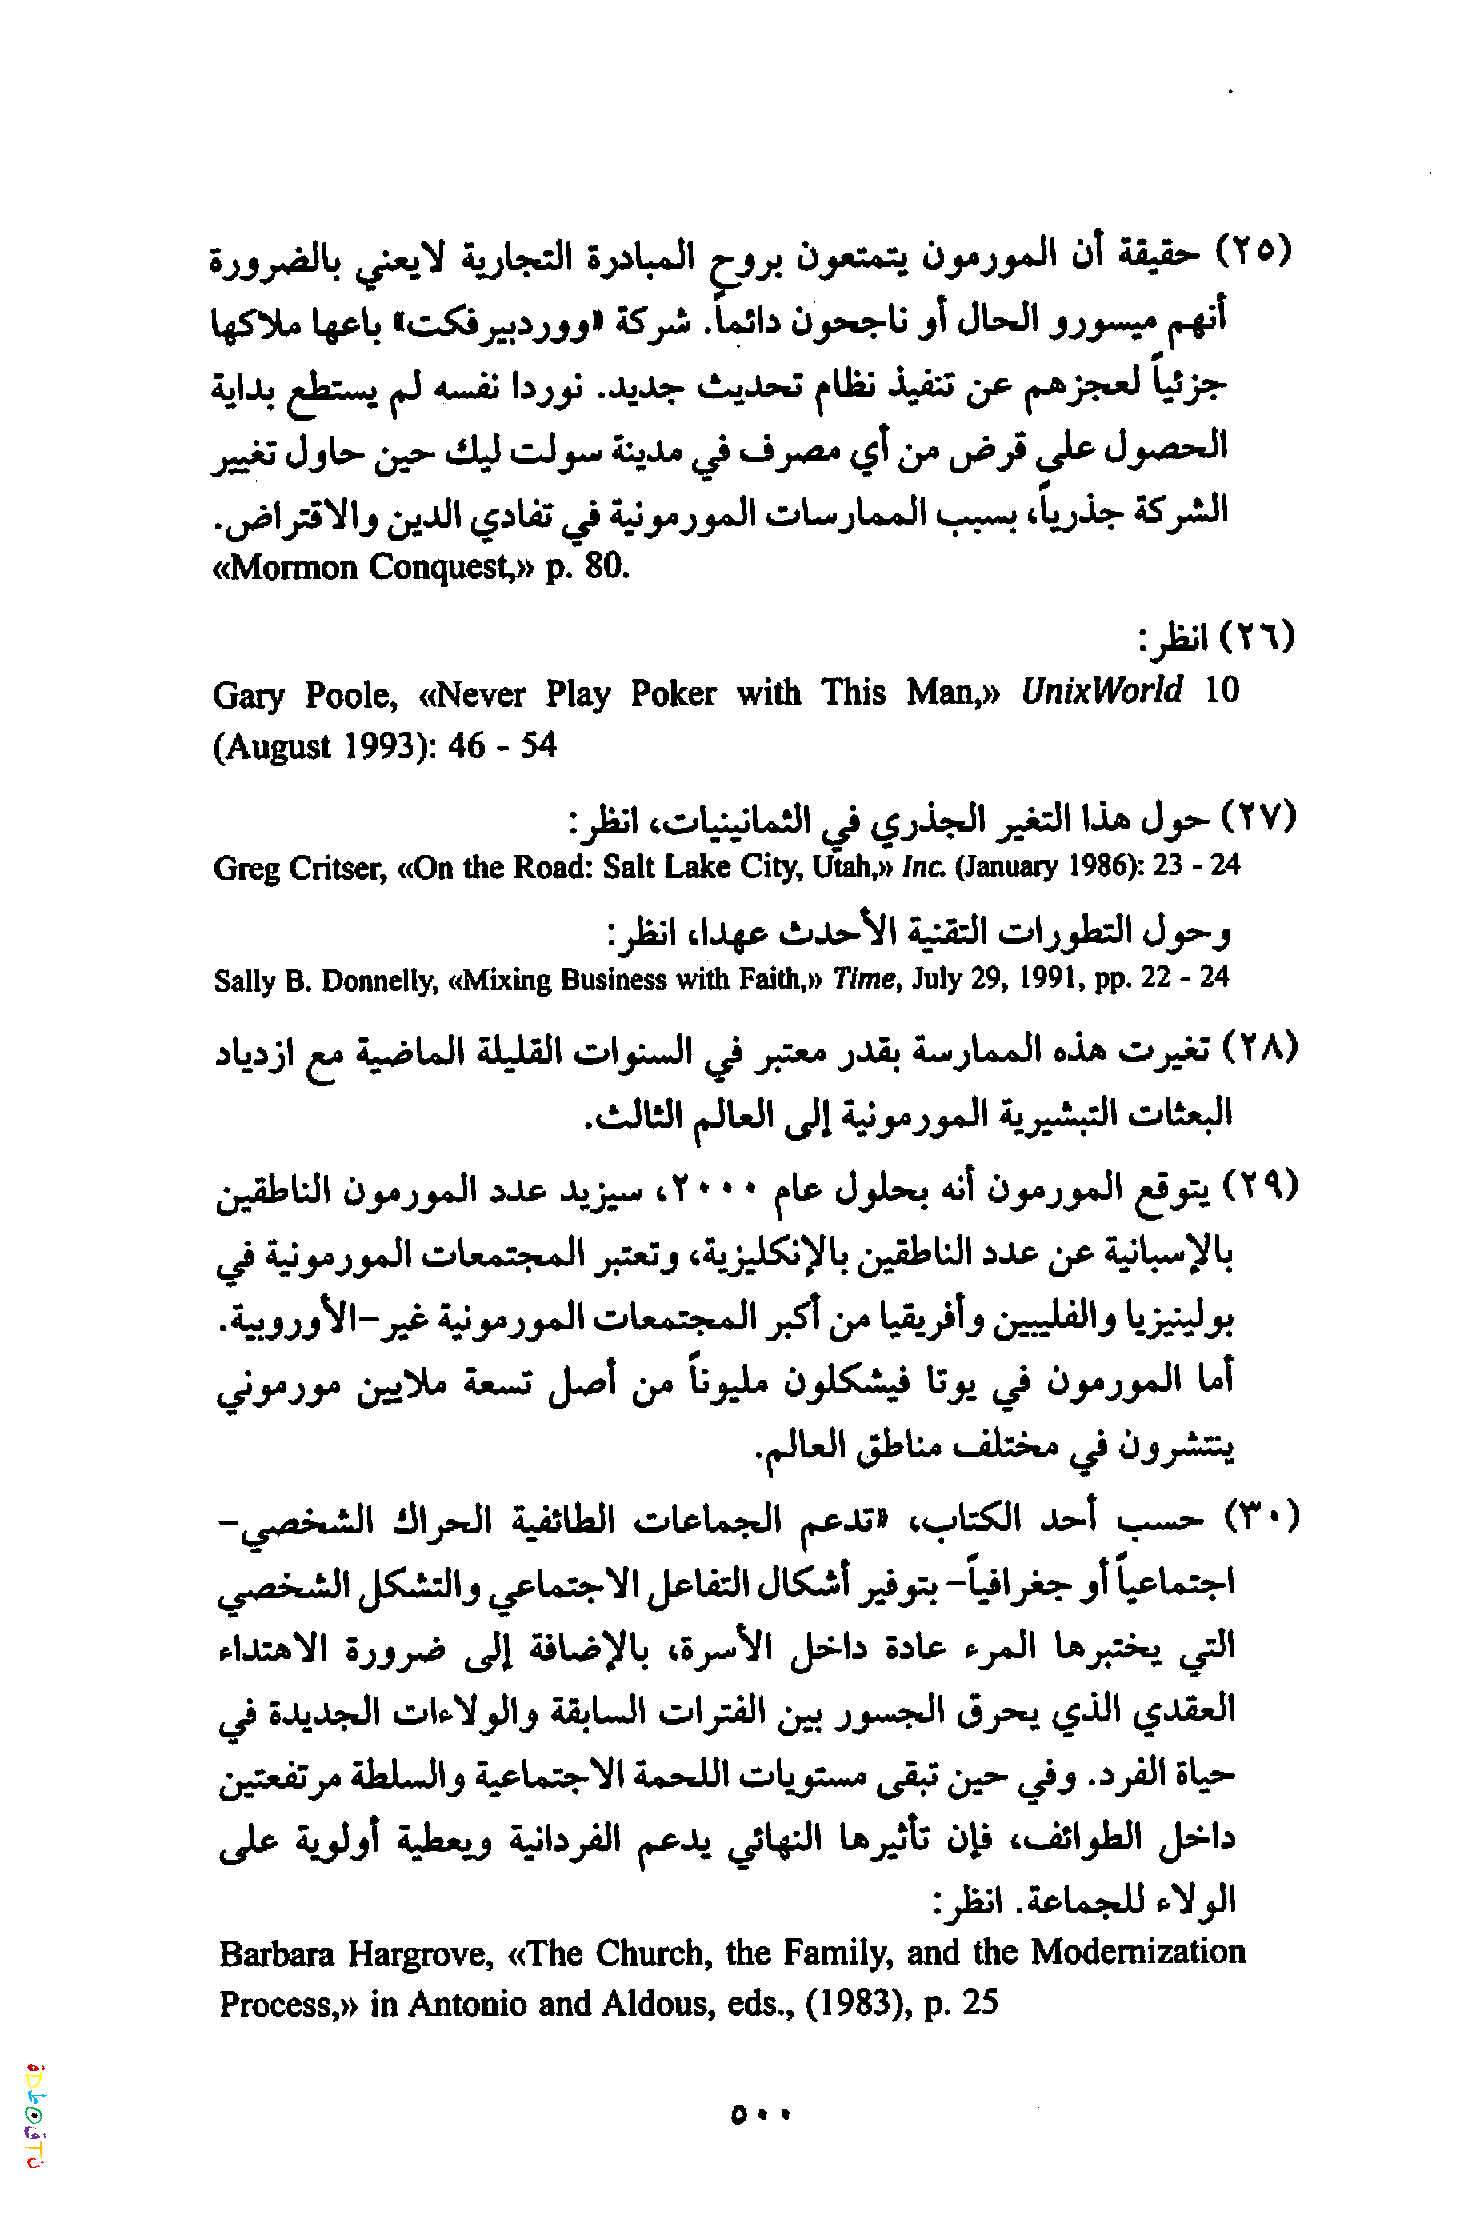 (٢٥) حقيقة أن المورمون يتمتعون بروح المبادرة التجارية لايعني بالضرورة
أنهم ميسورو الحال أو ناجحون دائماً. شركة «ووردبيرفكت» باعها ملاكها
جزئياً لعجزهم عن تنفيذ نظام تحديث جديد. نوردا نفسه لم يستطع بداية
الحصول على قرض من أي مصرف في مدينة سولت ليك حين حاول تغيير
الشركة جذرياً، بسبب الممارسات المورمونية في تفادي الدين والاقتراض.
«Mormon Conquest,» p. 80.
(٢٦) انظر:
Gary Poole, «Never Play Poker with This Man,» UnixWorld 10
(August 1993): 46 - 54
(٢٧) حول هذا التغير الجذري في الثمانينيات، انظر:
Greg Critser, «On the Road: Salt Lake City, Utah,» Inc. (January 1986): 23 - 24
وحول التطورات التقنية الأحدث عهدا، انظر:
Sally B. Donnelly, «Mixing Business with Faith,» Time, July 29, 1991, pp. 22 - 24
(٢٨) تغيرت هذه الممارسة بقدر معتبر في السنوات القليلة الماضية مع ازدياد
البعثات التبشيرية المورمونية إلى العالم الثالث.
(٢٩) يتوقع المورمون أنه بحلول عام ٢٠٠٠، سيزيد عدد المورمون الناطقين
بالإسبانية عن عدد الناطقين بالإنكليزية، وتعتبر المجتمعات المورمونية في
بولينيزيا والفليبين وأفريقيا من أكبر المجتمعات المورمونية غير-الأوروبية.
أما المورمون في يوتا فيشكلون مليوناً من أصل تسعة ملايين مورموني
ينتشرون في مختلف مناطق العالم.
(٣٠) حسب أحد الكتاب، «تدعم الجماعات الطائفية الحراك الشخصي-
اجتماعياً أو جغرافياً- بتوفير أشكال التفاعل الاجتماعي والتشكل الشخصي
التي يختبرها المرء عادة داخل الأسرة، بالإضافة إلى ضرورة الاهتداء
العقدي الذي يحرق الجسور بين الفترات السابقة والولاءات الجديدة في
حياة الفرد. وفي حين تبقى مستويات اللحمة الاجتماعية والسلطة مرتفعتين
داخل الطوائف، فإن تأثيرها النهائي يدعم الفردانية ويعطية أولوية على
الولاء للجماعة. انظر:
Barbara Hargrove, «The Church, the Family, and the Modernization
Process,» in Antonio and Aldous, eds., (1983), p. 25
٥٠٠